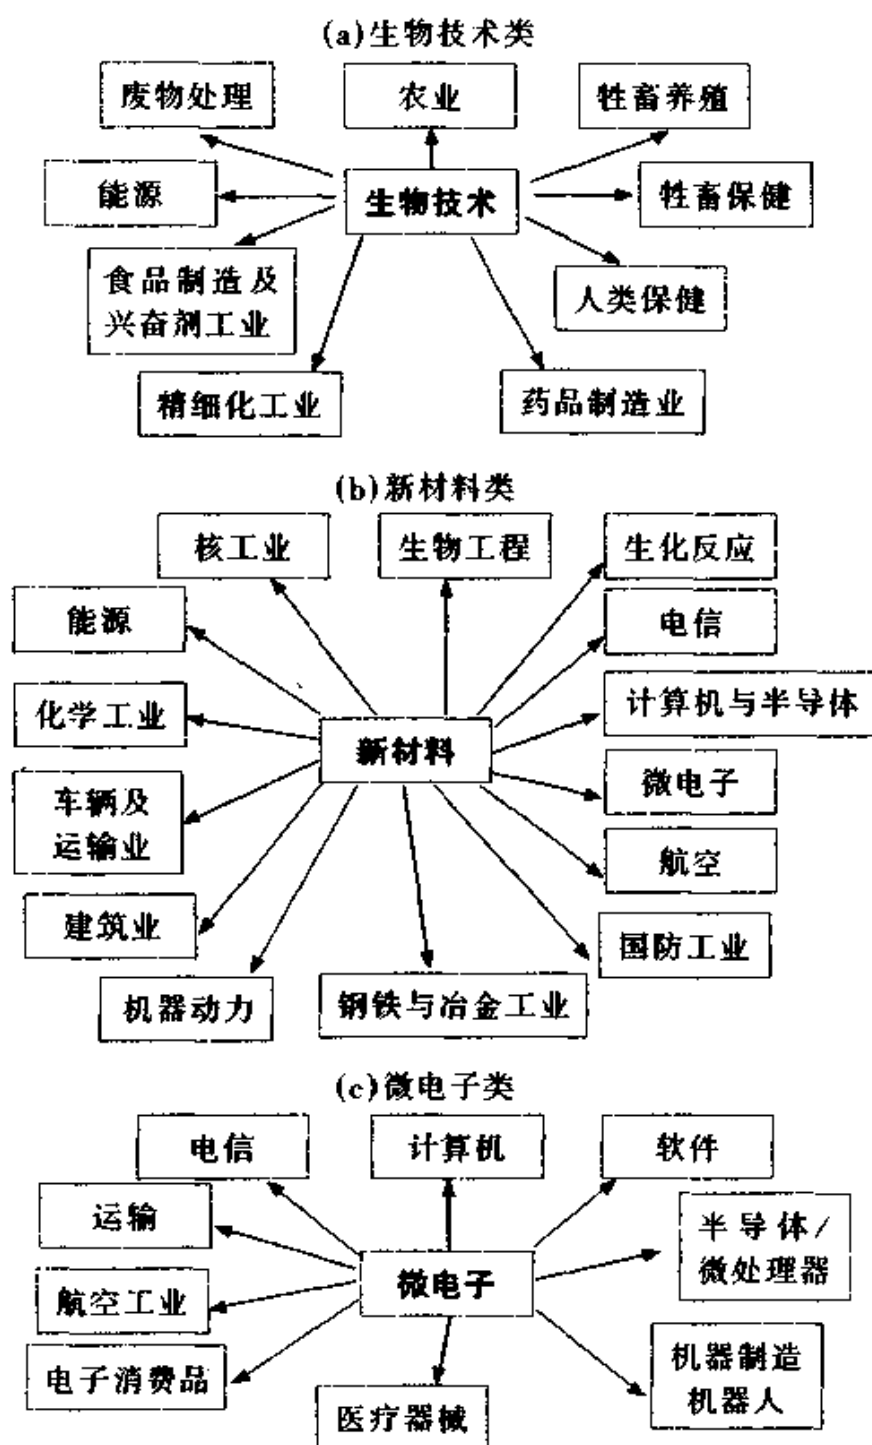 (a)生物技术类
废物处理
农业
牲畜养殖
能源
生物技术
牲畜保健
食品制造及
兴奋剂工业
人类保健
精细化工业
药品制造业
(b)新材料类
核工业
生物工程
生化反应
能源
电信
化学工业
新材料
计算机与半导体
车辆及
运输业
微电子
航空
建筑业
国防工业
机器动力
钢铁与冶金工业
(c)微电子类
电信
计算机
软件
运输
半导体/
微处理器
微电子
航空工业
电子消费品
机器制造
机器人
医疗器械